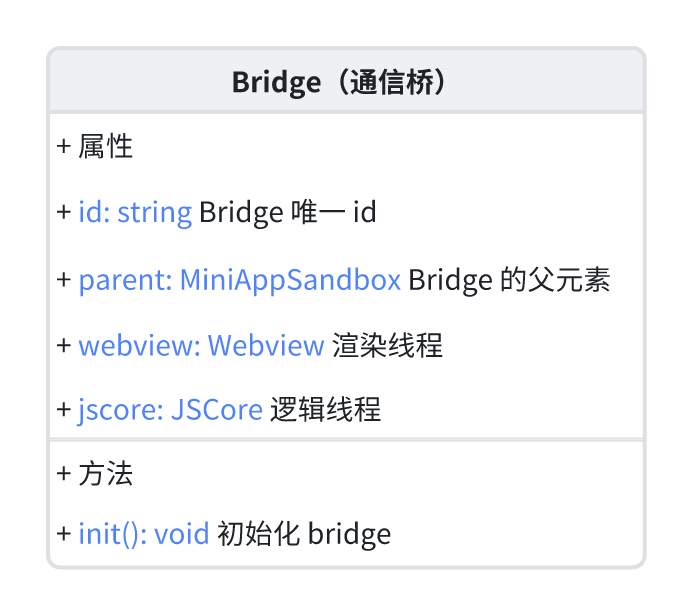 Bridge（通信桥）
+ 属性
+ id: string Bridge 唯一 id
+ parent: MiniAppSandbox Bridge 的父元素
+ webview: Webview 渲染线程
+ jscore: JSCore 逻辑线程
+ 方法
+ init(): void 初始化 bridge